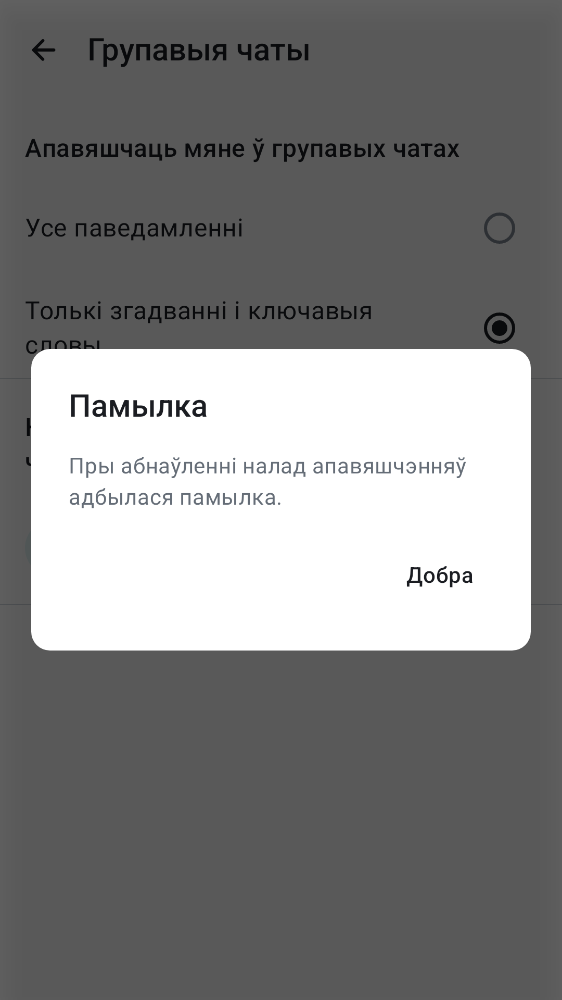 Групавыя чаты
Апавяшчаць мяне ў групавых чатах
Усе паведамленні
Толькі згадванні і ключавыя
словы
Памылка
Пры абнаўленні налад апавяшчэнняў
адбылася памылка.
Добра